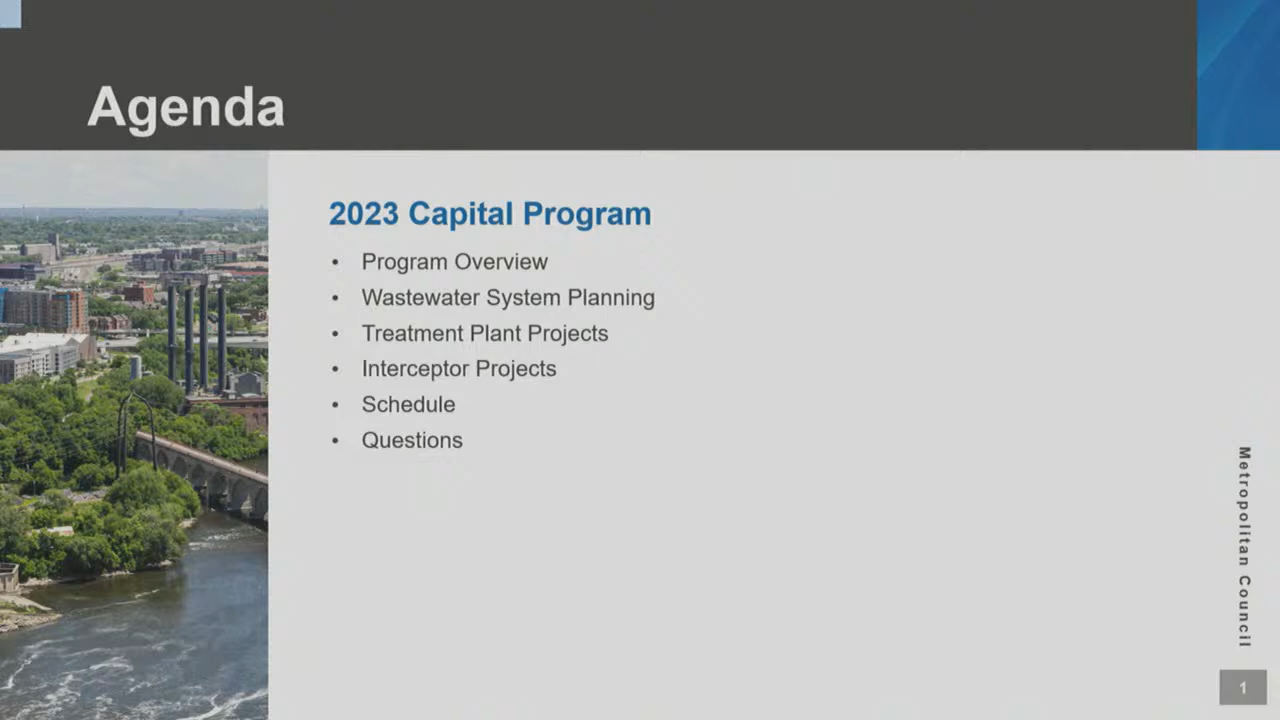 Agenda
2023 Capital Program
• Program Overview
• Wastewater System Planning
• Treatment Plant Projects
• Interceptor Projects
• Schedule
• Questions
Metropolitan Council
1